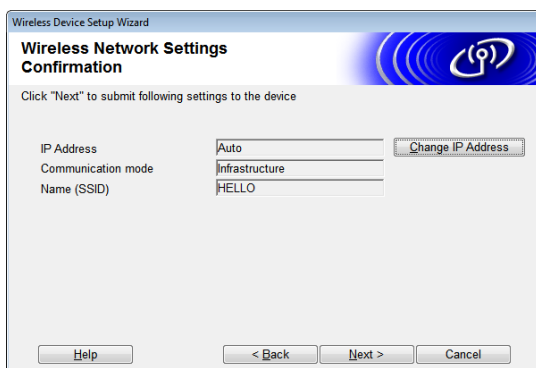 Wireless Device Setup Wizard
Wireless Network Settings
Confirmation
Click "Next" to submit following settings to the device
IP Address Auto Change IP Address
Communication mode Infrastructure
Name (SSID) HELLO
Help < Back Next > Cancel